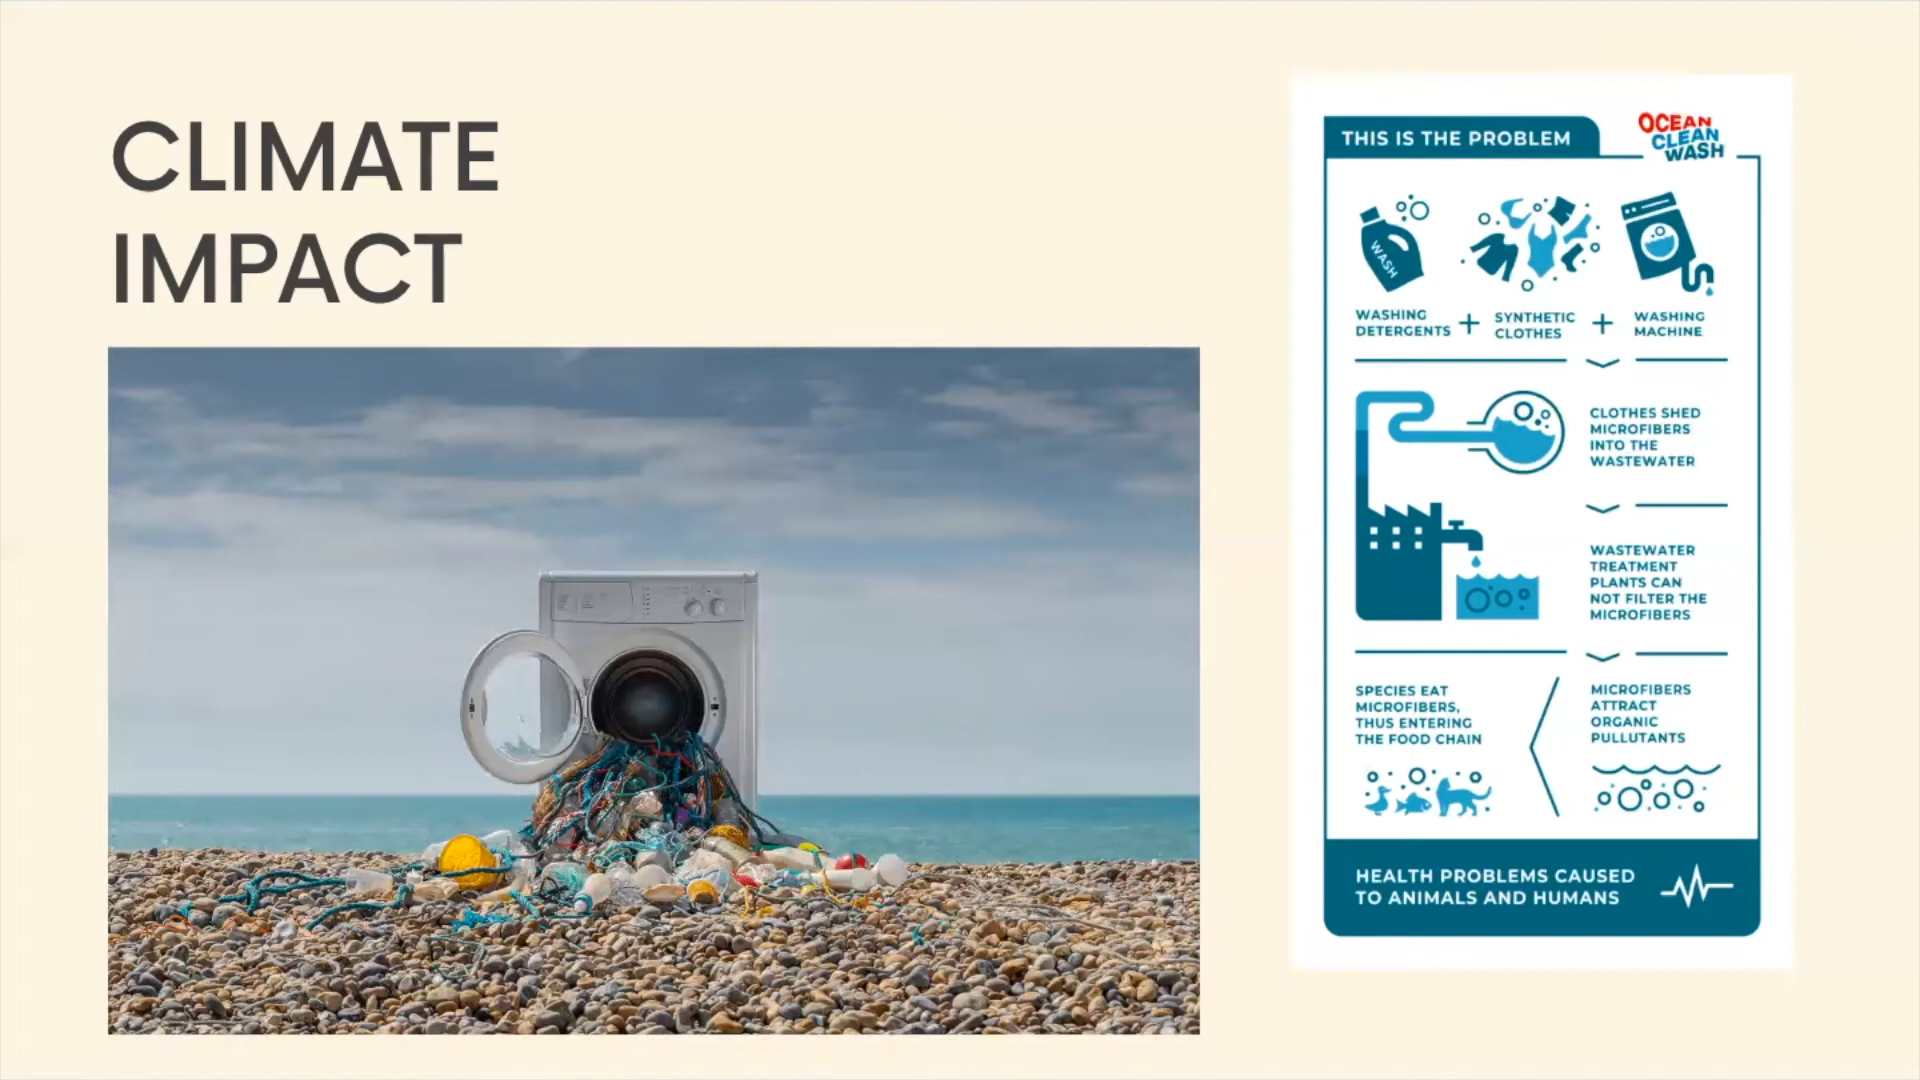 CLIMATE
IMPACT
THIS IS THE PROBLEM
OCEAN
CLEAN
WASH
WASH
WASHING
DETERGENTS
+
SYNTHETIC
CLOTHES
+
WASHING
MACHINE
CLOTHES SHED
MICROFIBERS
INTO THE
WASTEWATER
WASTEWATER
TREATMENT
PLANTS CAN
NOT FILTER THE
MICROFIBERS
MICROFIBERS
ATTRACT
ORGANIC
PULLUTANTS
SPECIES EAT
MICROFIBERS,
THUS ENTERING
THE FOOD CHAIN
HEALTH PROBLEMS CAUSED
TO ANIMALS AND HUMANS